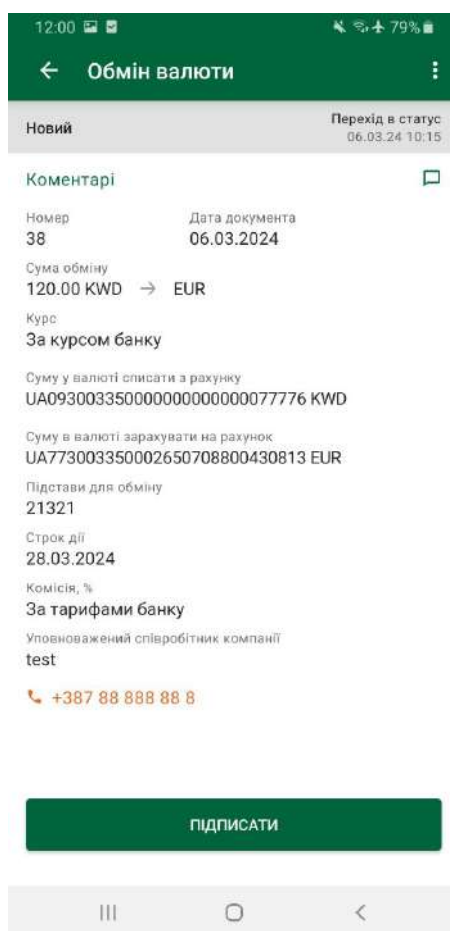 12:00 79%
Обмін валюти
Новий
Перехід в статус
06.03.24 10:15
Коментарі
Номер Дата документа
38 06.03.2024
Сума обміну
120.00 KWD → EUR
Курс
За курсом банку
Суму у валюті списати з рахунку
UA093003350000000000000077776 KWD
Суму в валюті зарахувати на рахунок
UA773003350002650708800430813 EUR
Підстави для обміну
21321
Строк дії
28.03.2024
Комісія, %
За тарифами банку
Уповноважений співробітник компанії
test
+387 88 888 88 8
ПІДПИСАТИ